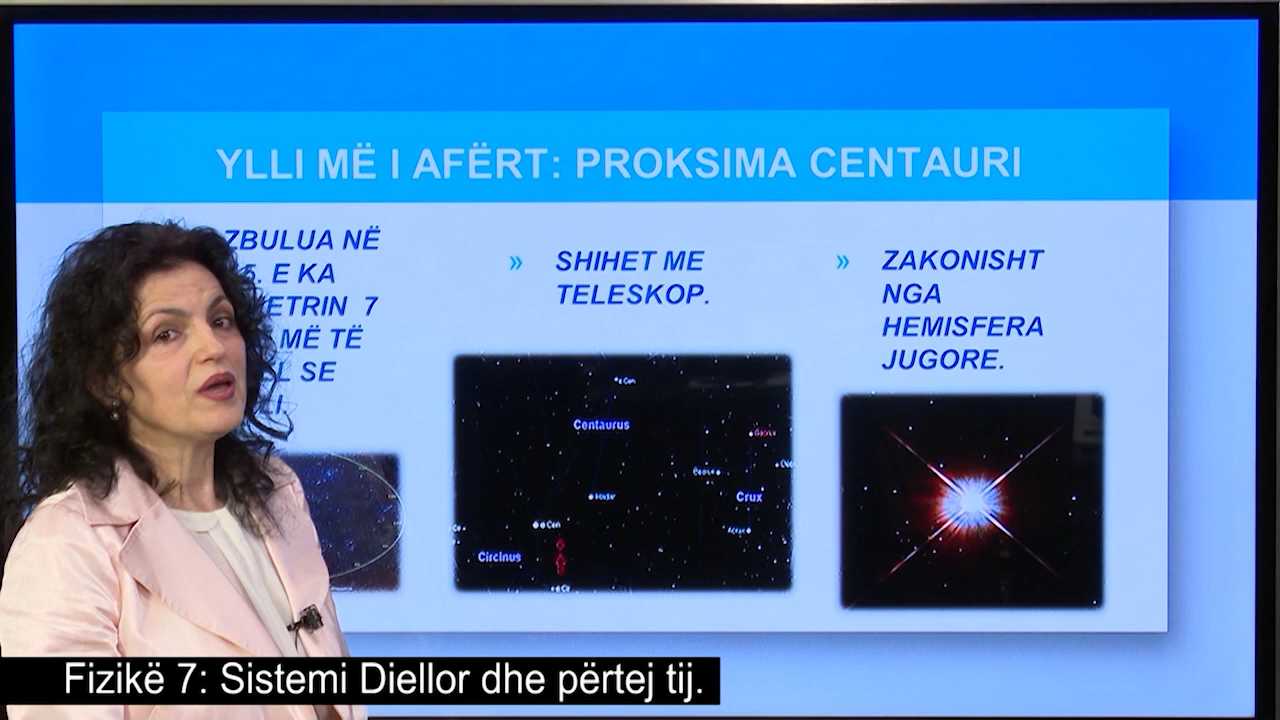 YLLI MË I AFËRT: PROKSIMA CENTAURI
ZBULUA NË
5. E KA
7
MË TË
SE
» SHIHET ME
TELESKOP.
» ZAKONISHT
NGA
HEMISFERA
JUGORE.
Centaurus
Crux
Circinus
Fizikë 7: Sistemi Diellor dhe përtej tij.